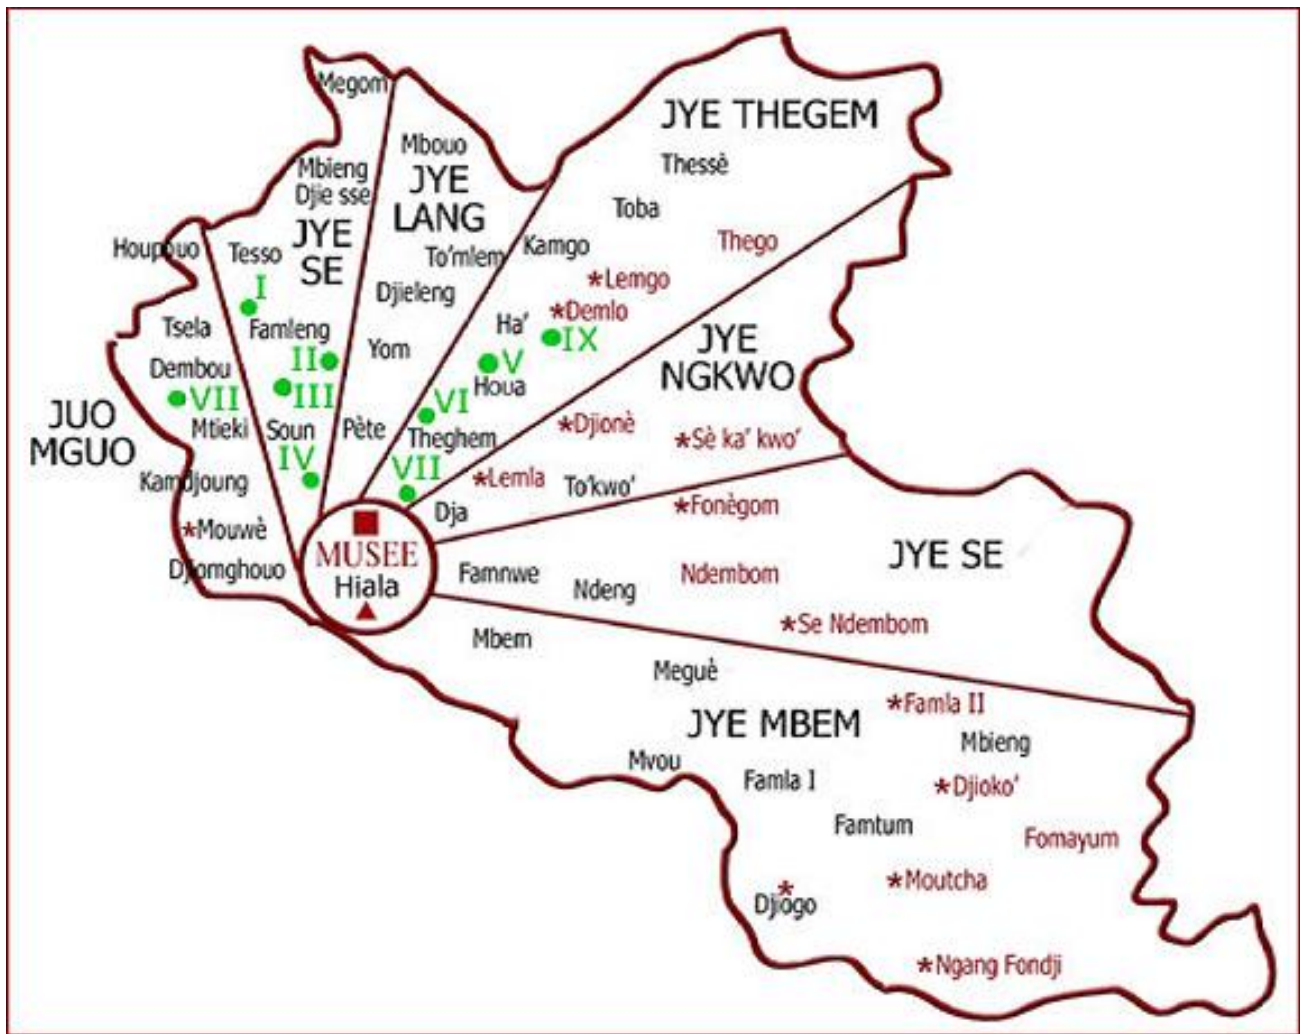 Megom
JYE THEGEM
Mbouo
Thessè
Mbieng
Djie sse
JYE
LANG
Toba
JYE
SE
Houpouo
Tesso
Kamgo
Thego
To'mlem
*Lemgo
I
Djieleng
*Demlo
Tsela
Famleng
Ha'
IX
JYE
NGKWO
Yom
II
V
Dembou
VII
III
Houa
VI
JUO
MGUO
Mtieki
Soun
Pète
Theghem
*Djionè
*Sè ka' kwo'
IV
VII
Kamdjoung
*Lemla
To'kwo'
Dja
*Fonègom
*Mouwè
MUSEE
Hiala
JYE SE
Djiomghouo
Famnwe
Ndeng
Ndembom
*Se Ndembom
Mbem
Meguè
*Famla II
JYE MBEM
Mbieng
Mvou
Famla I
*Djioko'
Famtum
Fomayum
*Moutcha
*
Djiogo
*Ngang Fondji